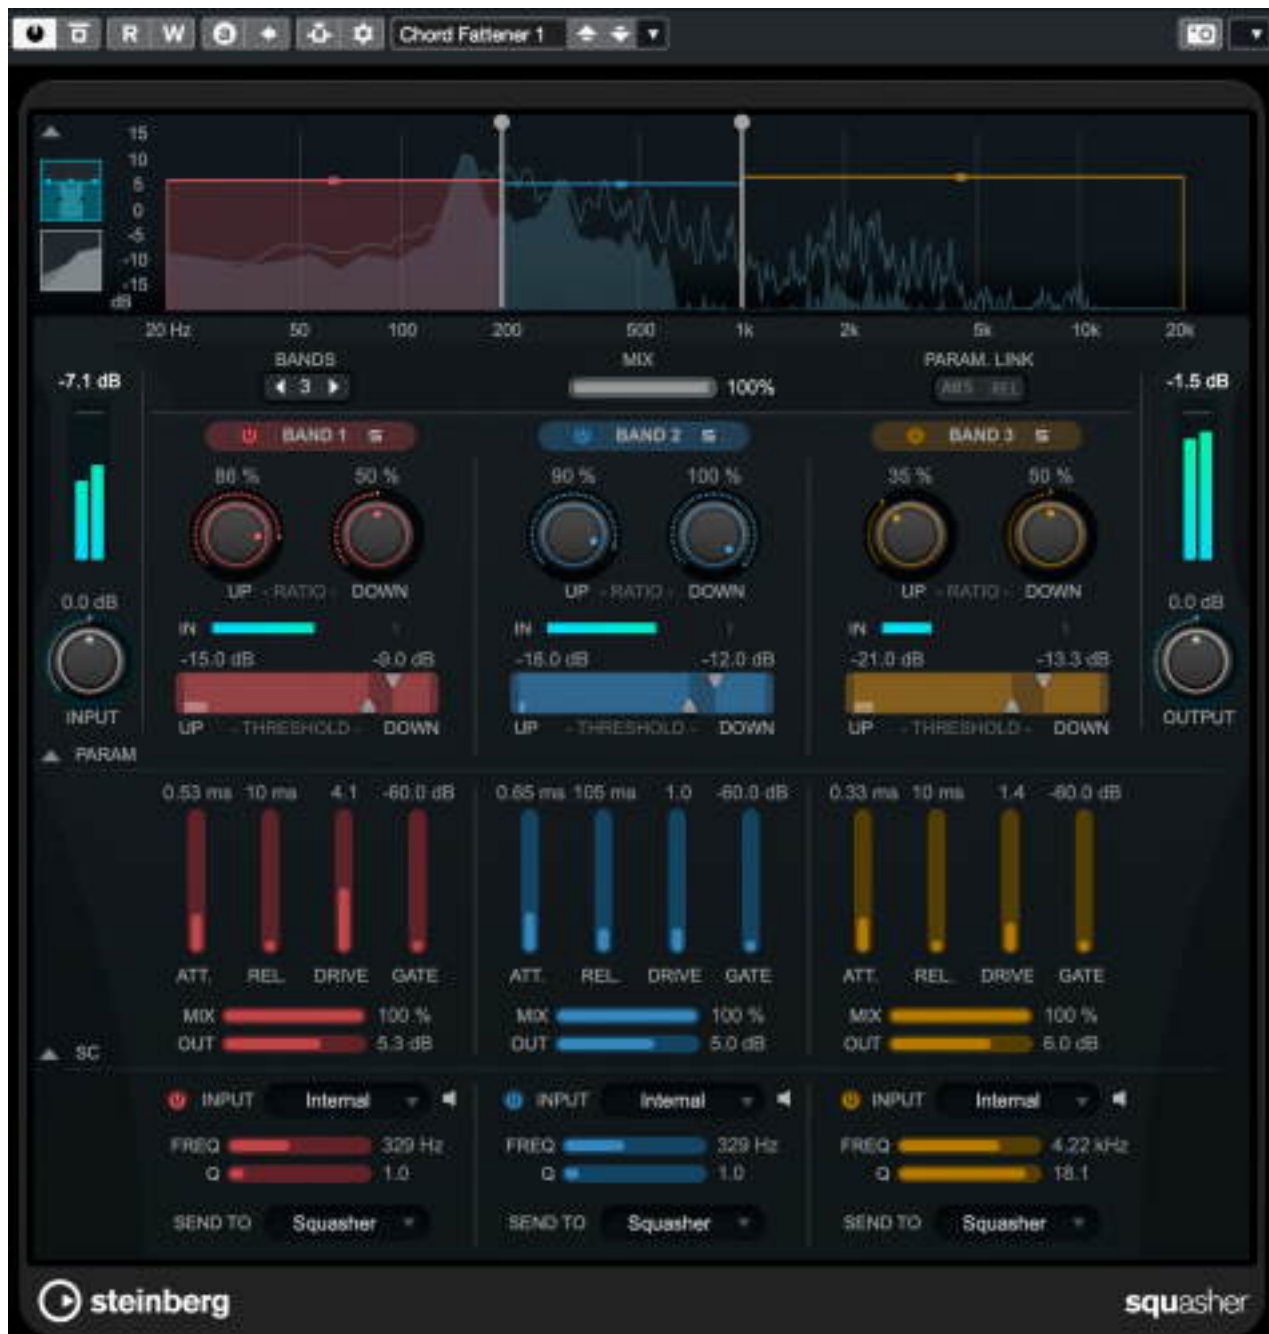 R W Chord Fattener 1
15
10
5
0
-5
-10
-15
dB
20 Hz 50 100 200 500 1k 2k 5k 10k 20k
BANDS MIX PARAM. LINK
-7.1 dB 3 100% ABS REL -1.5 dB
BAND 1 S BAND 2 S BAND 3 S
86 % 50 % 90 % 100 % 35 % 50 %
UP - RATIO - DOWN UP - RATIO - DOWN UP - RATIO - DOWN
0.0 dB IN IN IN 0.0 dB
-15.0 dB -9.0 dB -16.0 dB -12.0 dB -21.0 dB -13.3 dB
INPUT OUTPUT
UP - THRESHOLD - DOWN UP - THRESHOLD - DOWN UP - THRESHOLD - DOWN
PARAM
0.53 ms 10 ms 4.1 -60.0 dB 0.65 ms 105 ms 1.0 -60.0 dB 0.33 ms 10 ms 1.4 -60.0 dB
ATT. REL. DRIVE GATE ATT. REL. DRIVE GATE ATT. REL. DRIVE GATE
MIX 100 % MIX 100 % MIX 100 %
OUT 5.3 dB OUT 5.0 dB OUT 6.0 dB
SC
INPUT Internal INPUT Internal INPUT Internal
FREQ 329 Hz FREQ 329 Hz FREQ 4.22 kHz
Q 1.0 Q 1.0 Q 18.1
SEND TO Squasher SEND TO Squasher SEND TO Squasher
steinberg squasher